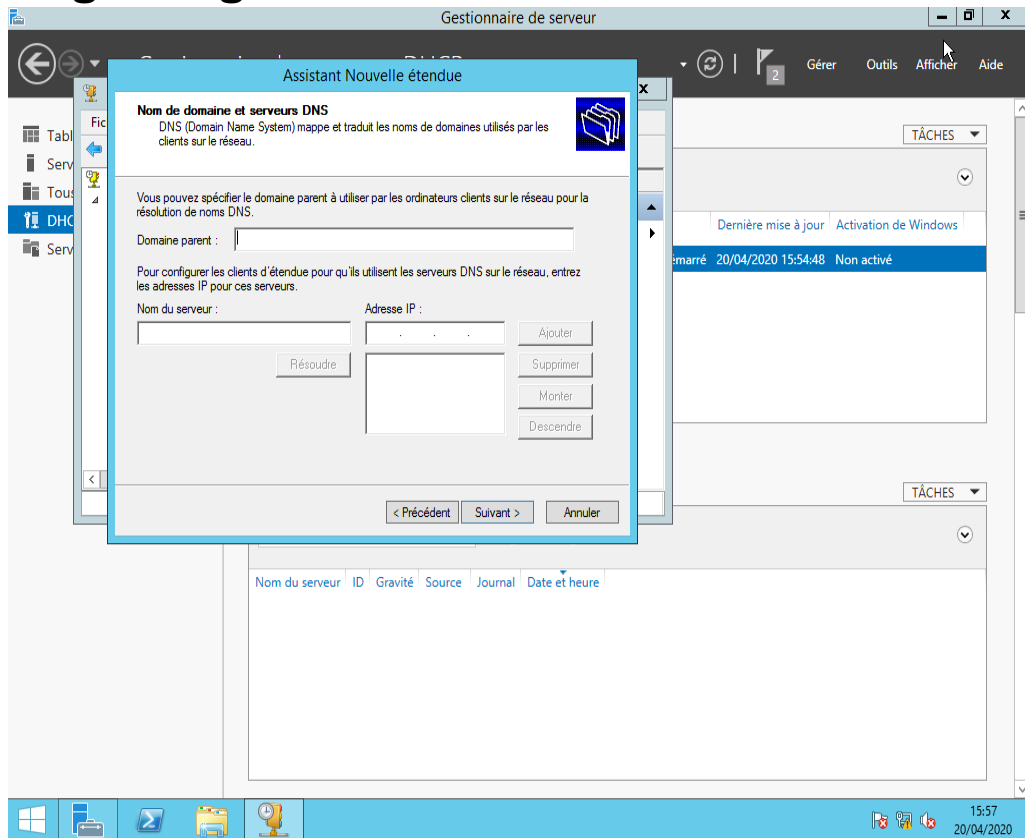 Gestionnaire de serveur
2
Gérer
Outils
Afficher
Aide
Assistant Nouvelle étendue
x
Fic
Nom de domaine et serveurs DNS
DNS (Domain Name System) mappe et traduit les noms de domaines utilisés par les
clients sur le réseau.
Tabl
Serv
Tous
DHC
Serv
TÂCHES
Vous pouvez spécifier le domaine parent à utiliser par les ordinateurs clients sur le réseau pour la
résolution de noms DNS.
Domaine parent :
Dernière mise à jour Activation de Windows
émarré 20/04/2020 15:54:48 Non activé
Pour configurer les clients d'étendue pour qu'ils utilisent les serveurs DNS sur le réseau, entrez
les adresses IP pour ces serveurs.
Nom du serveur :
Adresse IP :
Ajouter
Résoudre
Supprimer
Monter
Descendre
TÂCHES
< Précédent
Suivant >
Annuler
Nom du serveur ID Gravité Source Journal Date et heure
15:57
20/04/2020